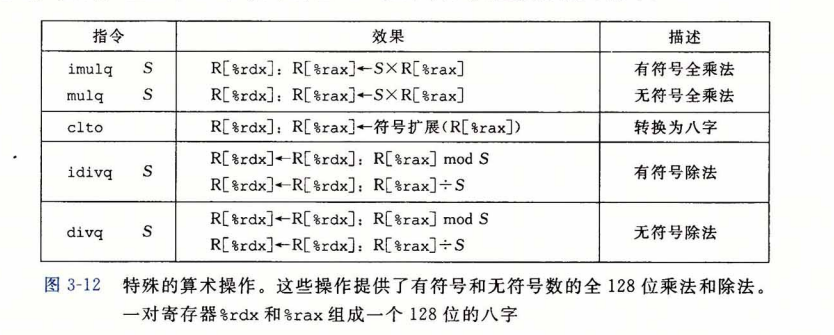 指令 效果 描述
imulq S R[%rdx]：R[%rax]←S×R[%rax] 有符号全乘法
mulq S R[%rdx]：R[%rax]←S×R[%rax] 无符号全乘法
clto R[%rdx]：R[%rax]←符号扩展(R[%rax]) 转换为八字
idivq S R[%rdx]←R[%rdx]：R[%rax] mod S 有符号除法
R[%rdx]←R[%rdx]：R[%rax]÷S
divq S R[%rdx]←R[%rdx]：R[%rax] mod S 无符号除法
R[%rdx]←R[%rdx]：R[%rax]÷S
图 3-12 特殊的算术操作。这些操作提供了有符号和无符号数的全 128 位乘法和除法。
一对寄存器%rdx 和%rax 组成一个 128 位的八字